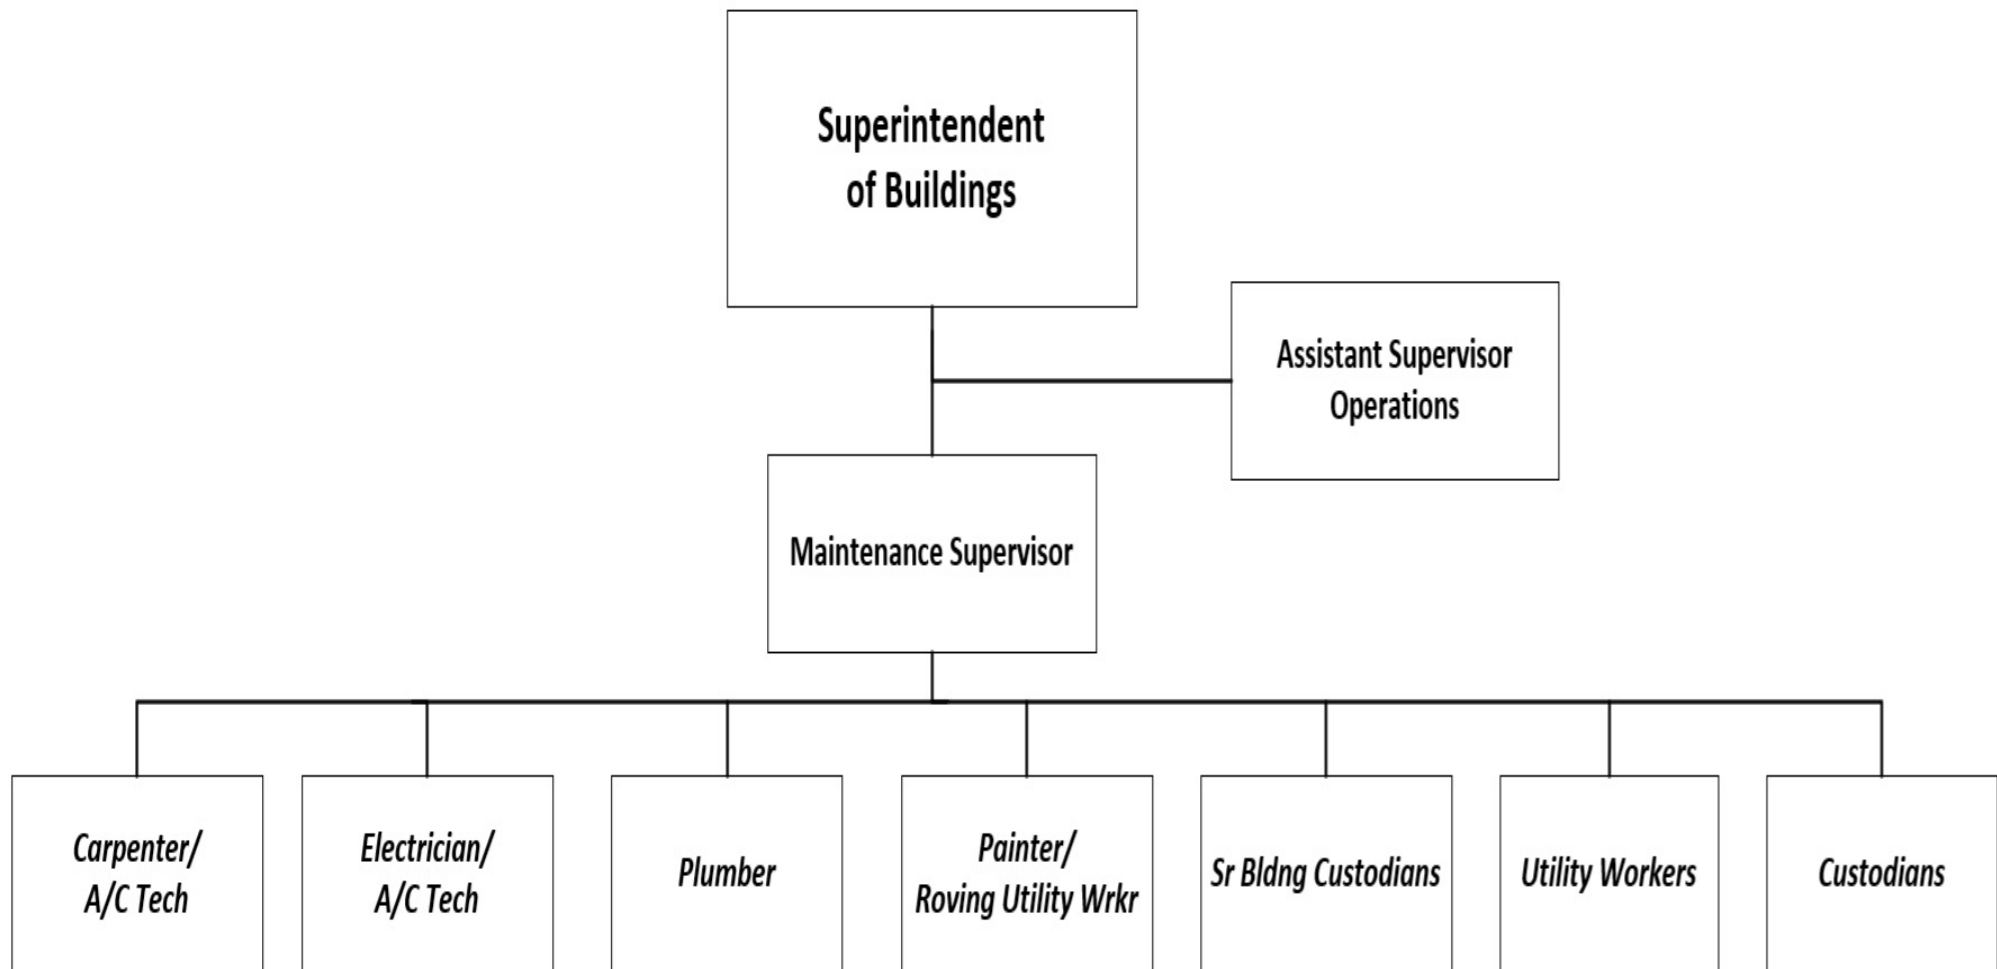 Superintendent
of Buildings
Assistant Supervisor
Operations
Maintenance Supervisor
Carpenter/
A/C Tech
Electrician/
A/C Tech
Plumber
Painter/
Roving Utility Wrkr
Sr Bldng Custodians
Utility Workers
Custodians